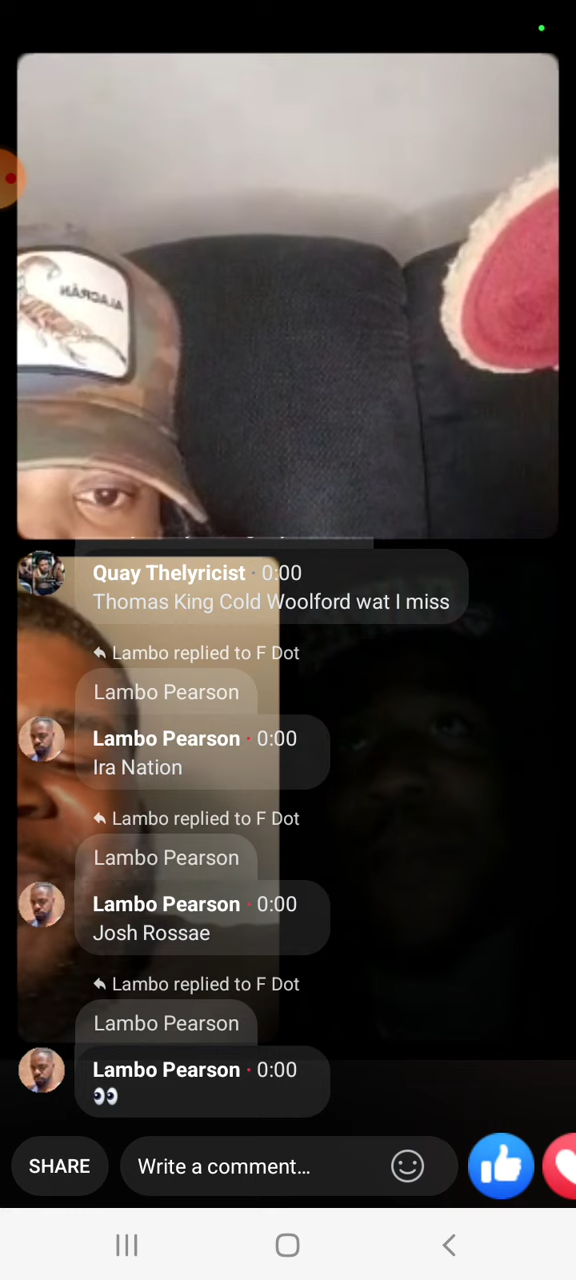 ALACRÁN
Quay Thelyricist · 0:00
Thomas King Cold Woolford wat I miss
Lambo replied to F Dot
Lambo Pearson
Lambo Pearson · 0:00
Ira Nation
Lambo replied to F Dot
Lambo Pearson
Lambo Pearson · 0:00
Josh Rossae
Lambo replied to F Dot
Lambo Pearson
Lambo Pearson · 0:00
👀
SHARE
Write a comment...